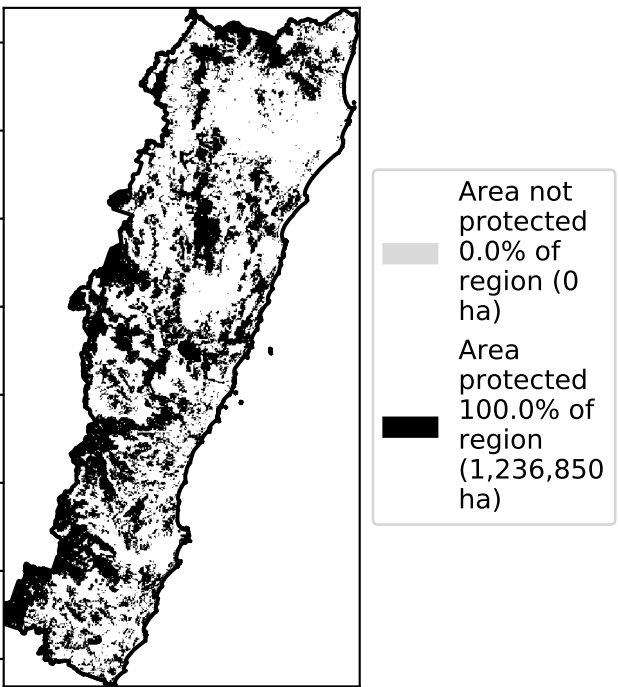 Area not
protected
0.0% of
region (0
ha)
Area
protected
100.0% of
region
(1,236,850
ha)